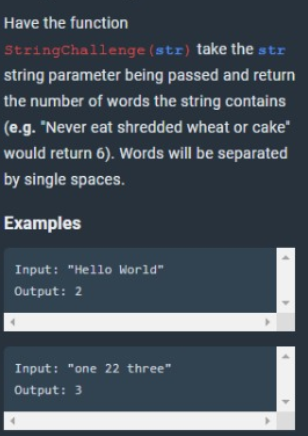 Have the function
StringChallenge(str) take the str
string parameter being passed and return
the number of words the string contains
(e.g. "Never eat shredded wheat or cake"
would return 6). Words will be separated
by single spaces.
Examples
Input: "Hello World"
Output: 2
Input: "one 22 three"
Output: 3